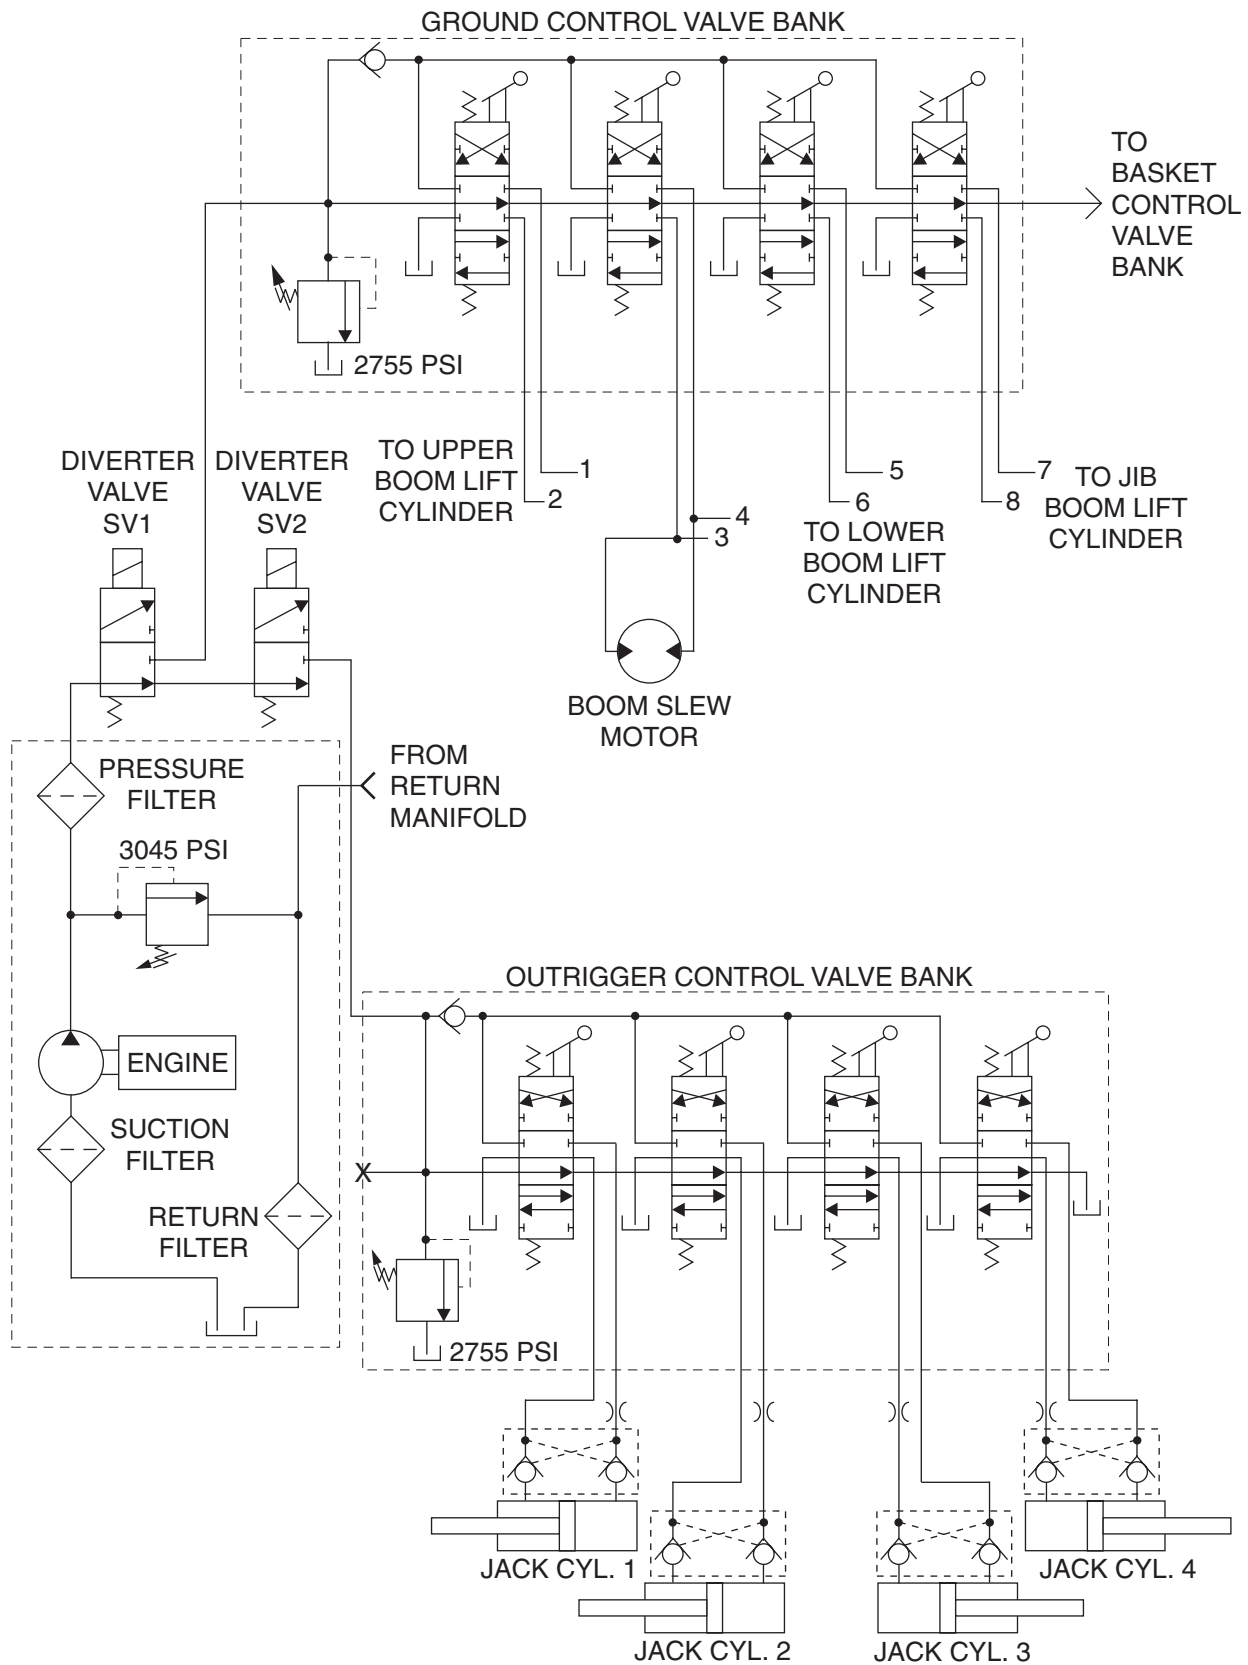 GROUND CONTROL VALVE BANK
TO
BASKET
CONTROL
VALVE
BANK
2755 PSI
DIVERTER
VALVE
SV1
DIVERTER
VALVE
SV2
TO UPPER
BOOM LIFT
CYLINDER
1
2
4
3
5
6
TO LOWER
BOOM LIFT
CYLINDER
7
8
TO JIB
BOOM LIFT
CYLINDER
BOOM SLEW
MOTOR
PRESSURE
FILTER
FROM
RETURN
MANIFOLD
3045 PSI
ENGINE
SUCTION
FILTER
RETURN
FILTER
OUTRIGGER CONTROL VALVE BANK
X
2755 PSI
JACK CYL. 1
JACK CYL. 2
JACK CYL. 3
JACK CYL. 4